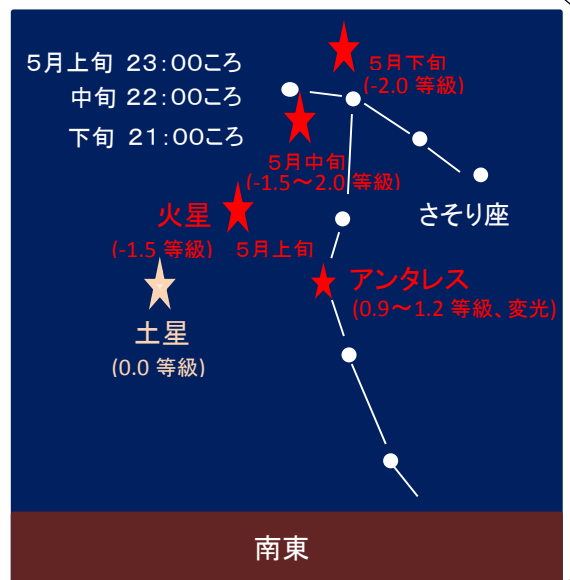 5月上旬 23:00ころ
中旬 22:00ころ
下旬 21:00ころ
5月下旬
(-2.0 等級)
5月中旬
(-1.5～2.0 等級)
火星
(-1.5 等級)
5月上旬
さそり座
アンタレス
(0.9～1.2 等級、変光)
土星
(0.0 等級)
南東